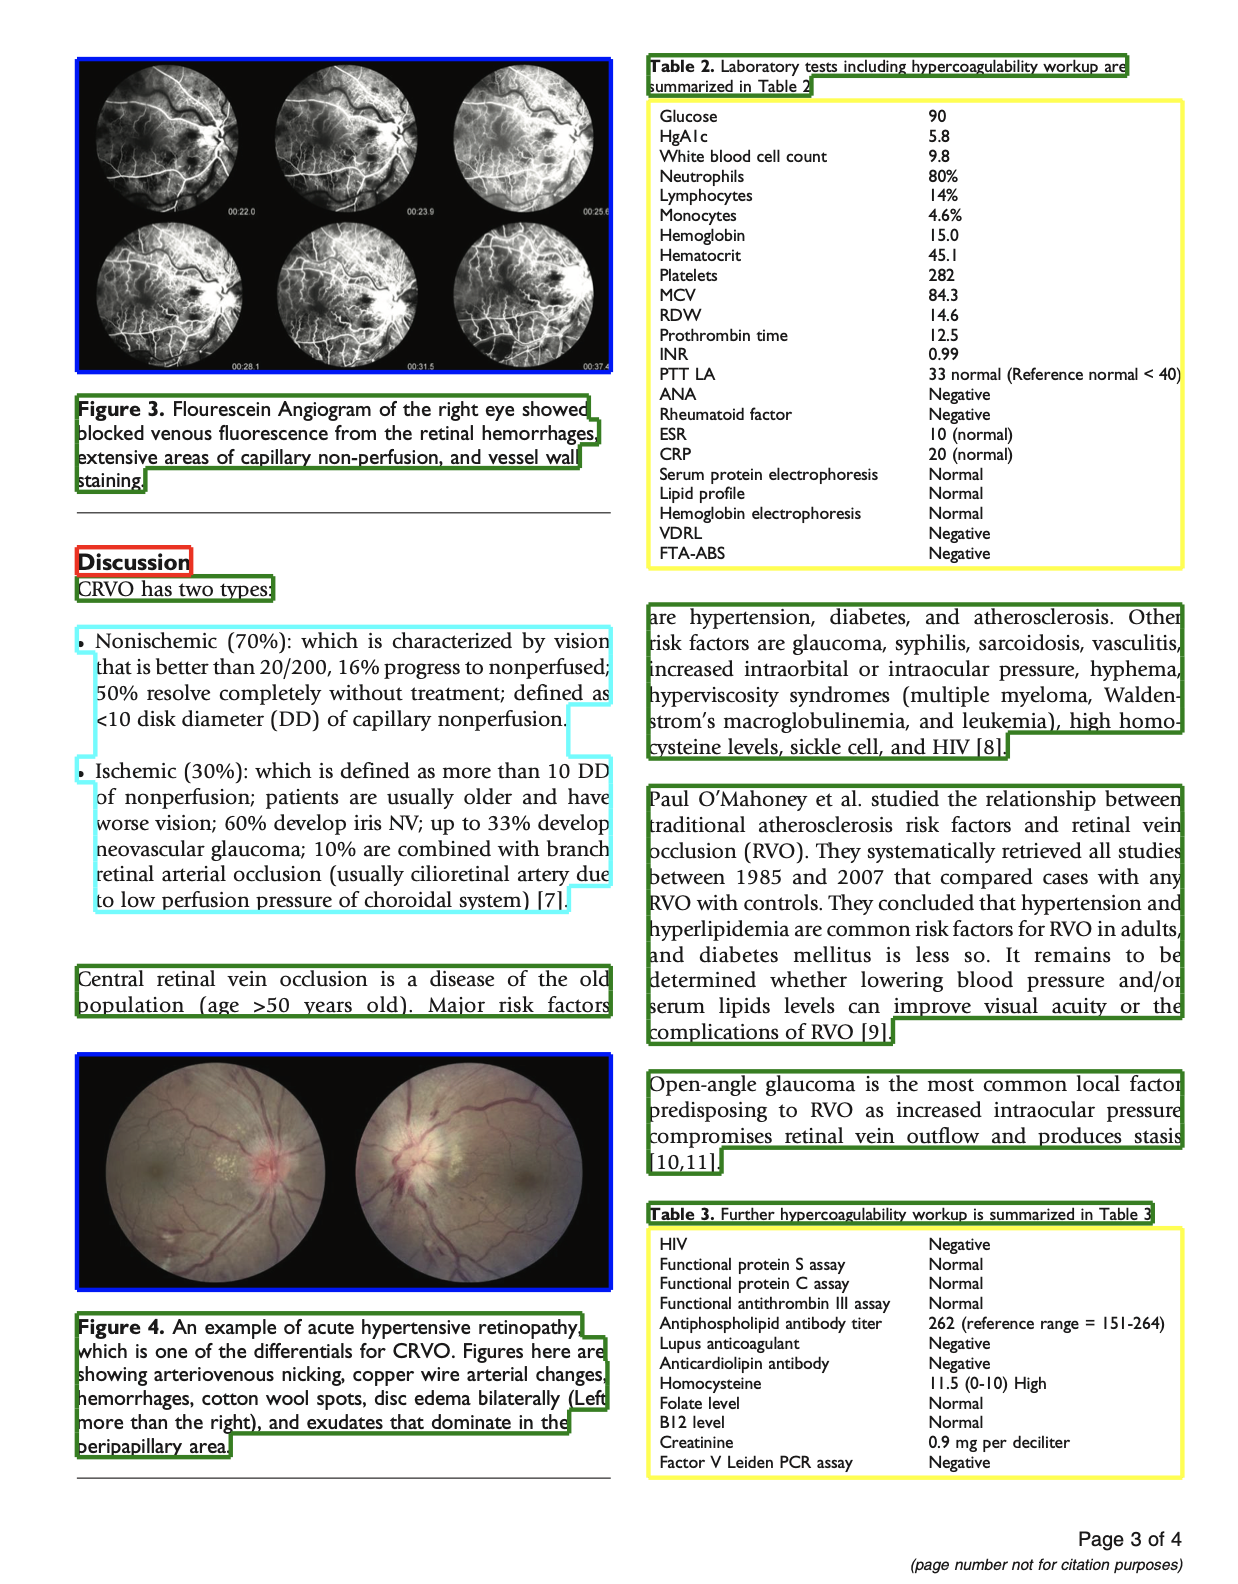 00:22.0
00:23.9
00:25.6
00:28.1
00:31.5
00:37.4
Figure 3. Flourescein Angiogram of the right eye showed
blocked venous fluorescence from the retinal hemorrhages,
extensive areas of capillary non-perfusion, and vessel wall
staining.
Discussion
CRVO has two types:
• Nonischemic (70%): which is characterized by vision
that is better than 20/200, 16% progress to nonperfused;
50% resolve completely without treatment; defined as
<10 disk diameter (DD) of capillary nonperfusion.
• Ischemic (30%): which is defined as more than 10 DD
of nonperfusion; patients are usually older and have
worse vision; 60% develop iris NV; up to 33% develop
neovascular glaucoma; 10% are combined with branch
retinal arterial occlusion (usually cilioretinal artery due
to low perfusion pressure of choroidal system) [7].
Central retinal vein occlusion is a disease of the old
population (age >50 years old). Major risk factors
Figure 4. An example of acute hypertensive retinopathy,
which is one of the differentials for CRVO. Figures here are
showing arteriovenous nicking, copper wire arterial changes,
hemorrhages, cotton wool spots, disc edema bilaterally (Left
more than the right), and exudates that dominate in the
peripapillary area.
Table 2. Laboratory tests including hypercoagulability workup are
summarized in Table 2
Glucose 90
HgA1c 5.8
White blood cell count 9.8
Neutrophils 80%
Lymphocytes 14%
Monocytes 4.6%
Hemoglobin 15.0
Hematocrit 45.1
Platelets 282
MCV 84.3
RDW 14.6
Prothrombin time 12.5
INR 0.99
PTT LA 33 normal (Reference normal < 40)
ANA Negative
Rheumatoid factor Negative
ESR 10 (normal)
CRP 20 (normal)
Serum protein electrophoresis Normal
Lipid profile Normal
Hemoglobin electrophoresis Normal
VDRL Negative
FTA-ABS Negative
are hypertension, diabetes, and atherosclerosis. Other
risk factors are glaucoma, syphilis, sarcoidosis, vasculitis,
increased intraorbital or intraocular pressure, hyphema,
hyperviscosity syndromes (multiple myeloma, Walden-
strom's macroglobulinemia, and leukemia), high homo-
cysteine levels, sickle cell, and HIV [8].
Paul O'Mahoney et al. studied the relationship between
traditional atherosclerosis risk factors and retinal vein
occlusion (RVO). They systematically retrieved all studies
between 1985 and 2007 that compared cases with any
RVO with controls. They concluded that hypertension and
hyperlipidemia are common risk factors for RVO in adults,
and diabetes mellitus is less so. It remains to be
determined whether lowering blood pressure and/or
serum lipids levels can improve visual acuity or the
complications of RVO [9].
Open-angle glaucoma is the most common local factor
predisposing to RVO as increased intraocular pressure
compromises retinal vein outflow and produces stasis
[10,11].
Table 3. Further hypercoagulability workup is summarized in Table 3
HIV Negative
Functional protein S assay Normal
Functional protein C assay Normal
Functional antithrombin III assay Normal
Antiphospholipid antibody titer 262 (reference range = 151-264)
Lupus anticoagulant Negative
Anticardiolipin antibody Negative
Homocysteine 11.5 (0-10) High
Folate level Normal
B12 level Normal
Creatinine 0.9 mg per deciliter
Factor V Leiden PCR assay Negative
Page 3 of 4
(page number not for citation purposes)